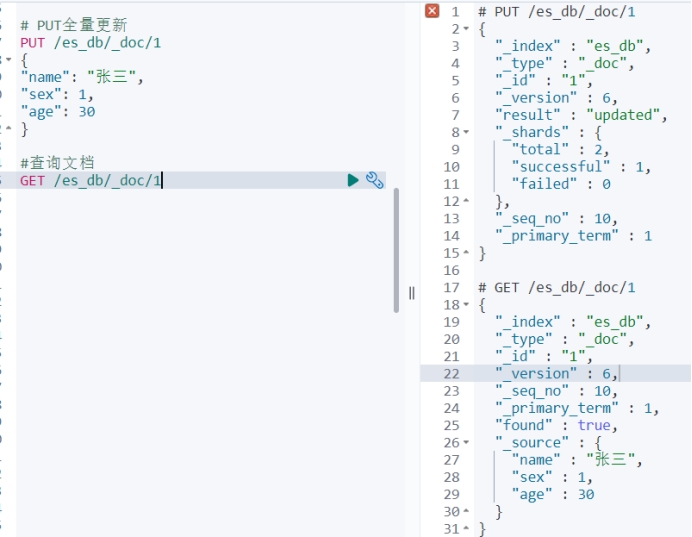 # PUT全量更新
PUT /es_db/_doc/1
{
"name": "张三",
"sex": 1,
"age": 30
}
#查询文档
GET /es_db/_doc/1
1 # PUT /es_db/_doc/1
2 {
3 "_index" : "es_db",
4 "_type" : "_doc",
5 "_id" : "1",
6 "_version" : 6,
7 "result" : "updated",
8 "_shards" : {
9 "total" : 2,
10 "successful" : 1,
11 "failed" : 0
12 },
13 "_seq_no" : 10,
14 "_primary_term" : 1
15 }
16
17 # GET /es_db/_doc/1
18 {
19 "_index" : "es_db",
20 "_type" : "_doc",
21 "_id" : "1",
22 "_version" : 6,
23 "_seq_no" : 10,
24 "_primary_term" : 1,
25 "found" : true,
26 "_source" : {
27 "name" : "张三",
28 "sex" : 1,
29 "age" : 30
30 }
31 }